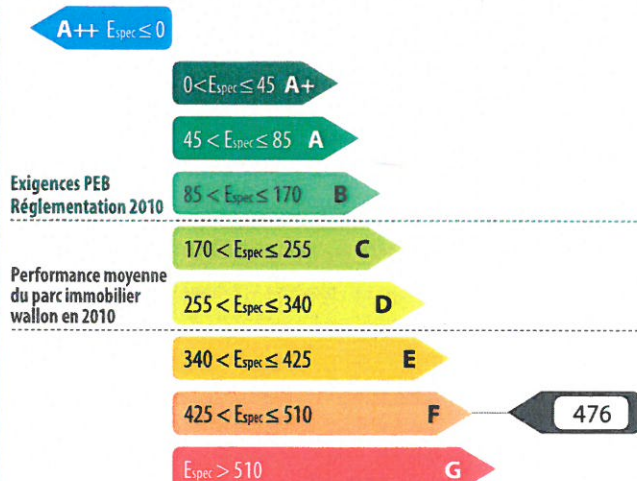 A++ Espec ≤ 0
0<Espec ≤ 45 A+
45 < Espec ≤ 85 A
Exigences PEB
Réglementation 2010
85 < Espec ≤ 170 B
170 < Espec ≤ 255 C
Performance moyenne
du parc immobilier
wallon en 2010
255 < Espec ≤ 340 D
340 < Espec ≤ 425 E
425 < Espec ≤ 510 F
476
Espec > 510 G